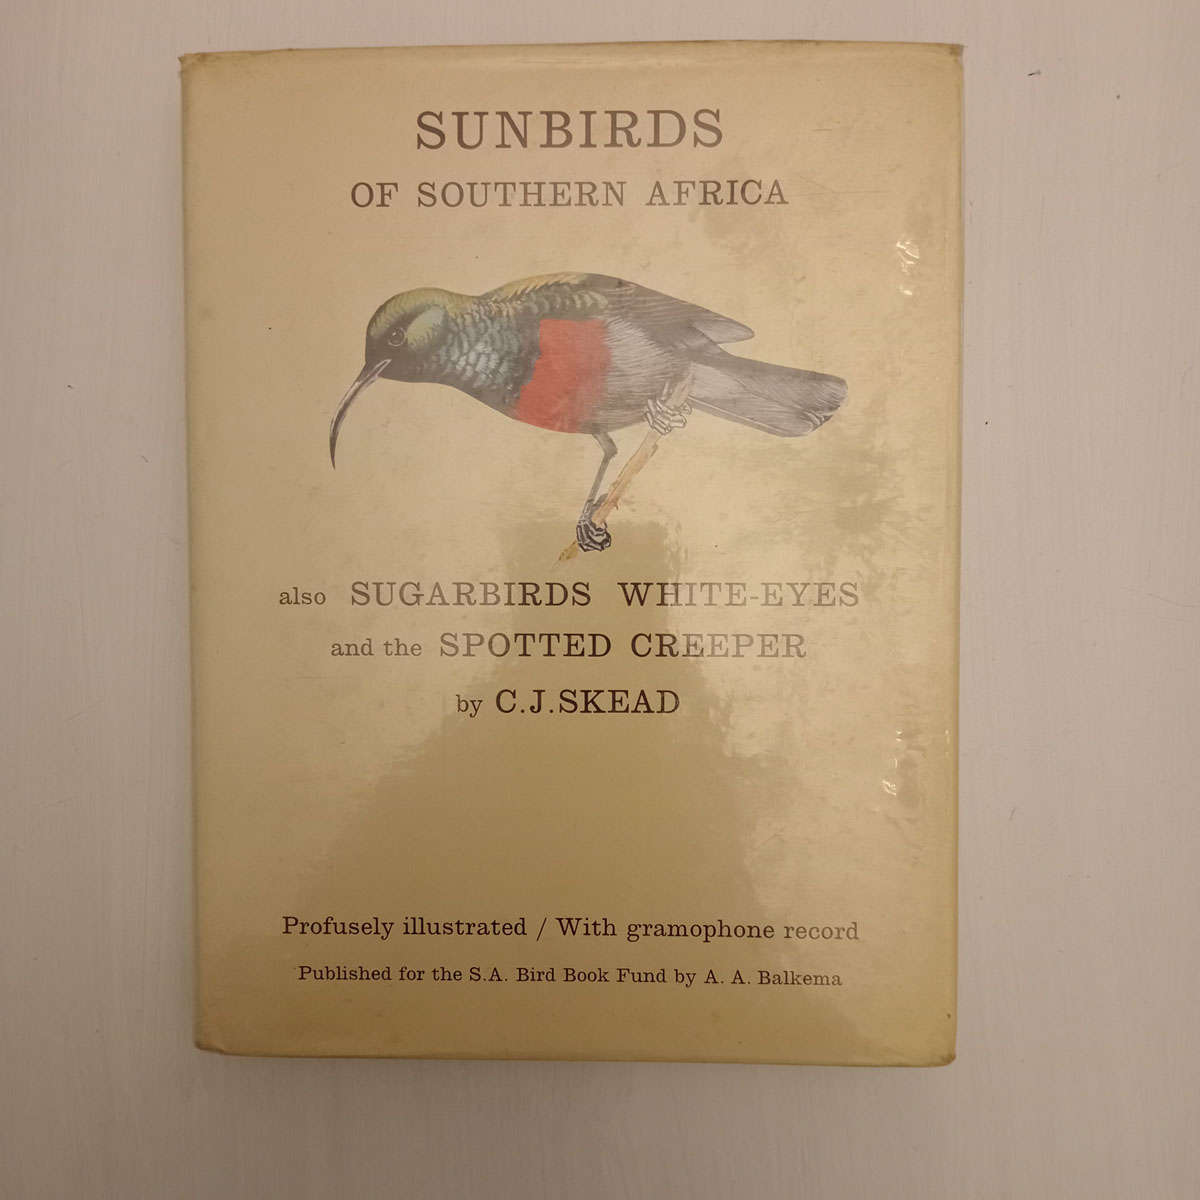 SUNBIRDS
OF SOUTHERN AFRICA
also SUGARBIRDS WHITE-EYES
and the SPOTTED CREEPER
by C.J.SKEAD
Profusely illustrated / With gramophone record
Published for the S.A. Bird Book Fund by A. A. Balkema